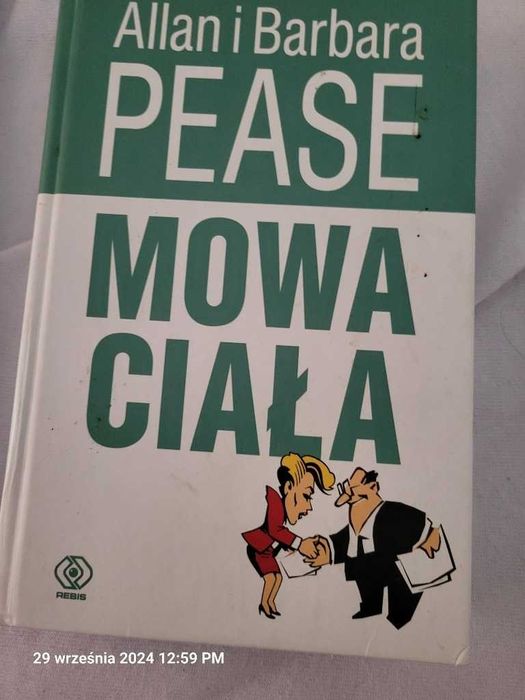 Allan i Barbara
PEASE
MOWA
CIAŁA
REBIS
29 września 2024 12:59 PM